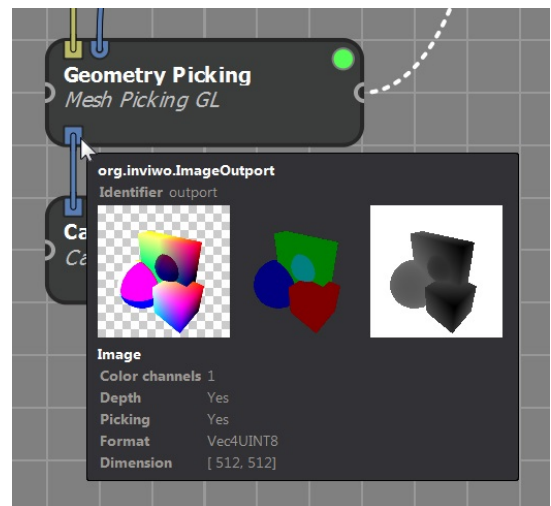 Geometry Picking
Mesh Picking GL
org.inviwo.ImageOutport
Identifier outport
Ca
Ca
Image
Color channels 1
Depth Yes
Picking Yes
Format Vec4UINT8
Dimension [ 512, 512]